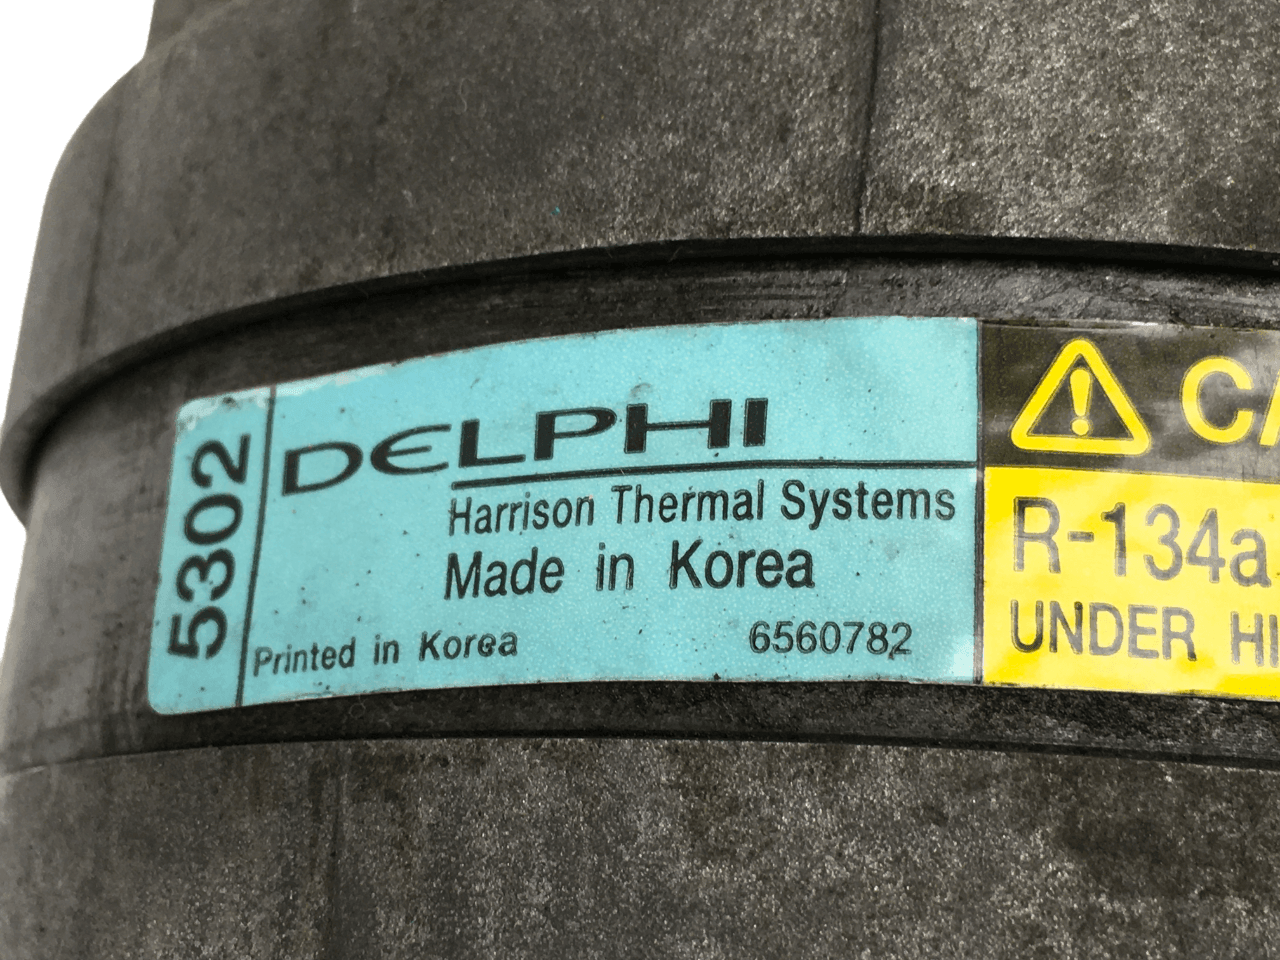 5302
DELPHI
Harrison Thermal Systems
Made in Korea
Printed in Korea 6560782
R-134a
UNDER